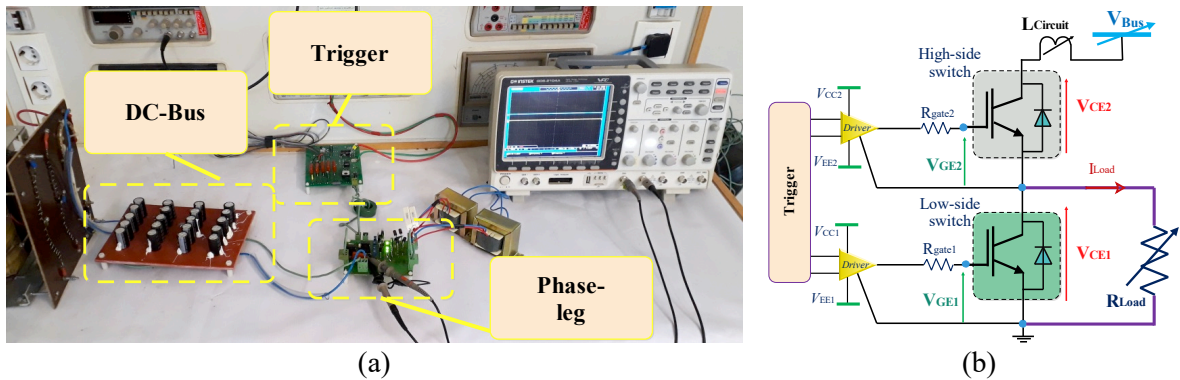 Trigger
DC-Bus
Phase-
leg
GW INSTEK
(a)
LCircuit
VBus
High-side
switch
VCC2
Driver
Rgate2
VCE2
VEE2
VGE2
ILoad
Trigger
Low-side
switch
VCC1
Driver
Rgate1
VCE1
VEE1
VGE1
RLoad
(b)